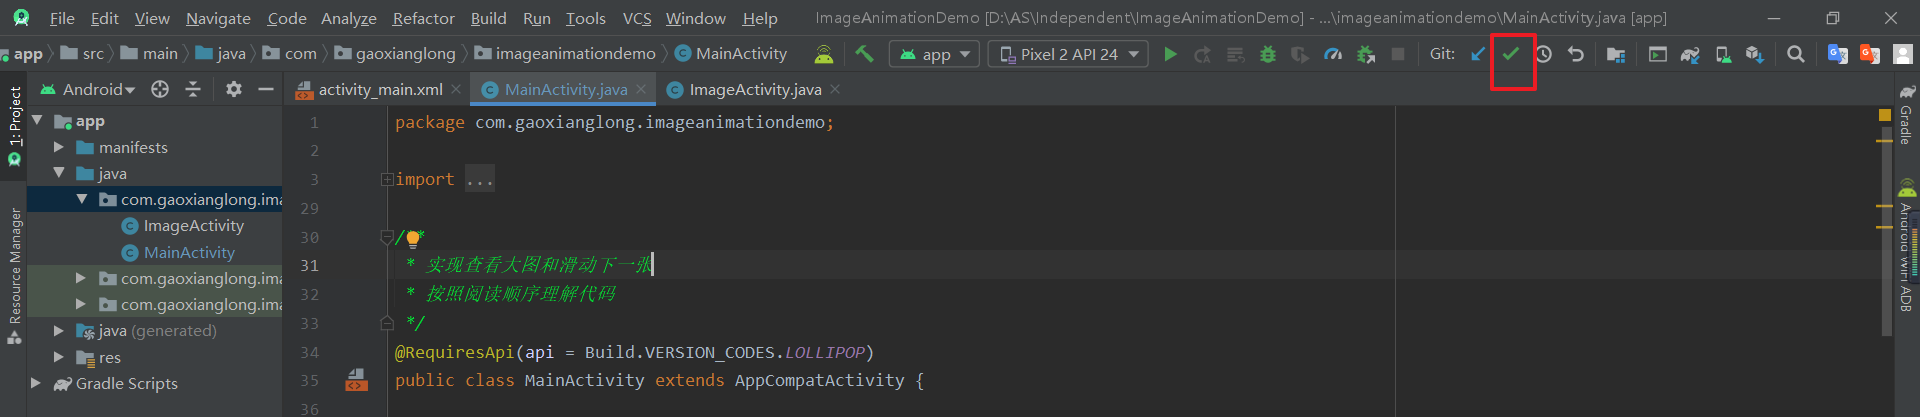 File Edit View Navigate Code Analyze Refactor Build Run Tools VCS Window Help ImageAnimationDemo [D:\AS\Independent\ImageAnimationDemo] - ...\imageanimationdemo\MainActivity.java [app]
app src main java com gaoxianglong imageanimationdemo MainActivity app Pixel 2 API 24 Git:
Android activity_main.xml MainActivity.java ImageActivity.java
1: Project
Resource Manager
app
manifests
java
com.gaoxianglong.ima
ImageActivity
MainActivity
com.gaoxianglong.ima
com.gaoxianglong.ima
java (generated)
res
Gradle Scripts
1 package com.gaoxianglong.imageanimationdemo;
2
3 import ...
29
30 /**
31 * 实现查看大图和滑动下一张
32 * 按照阅读顺序理解代码
33 */
34 @RequiresApi(api = Build.VERSION_CODES.LOLLIPOP)
35 public class MainActivity extends AppCompatActivity {
36
Gradle
Android Wifi ADB